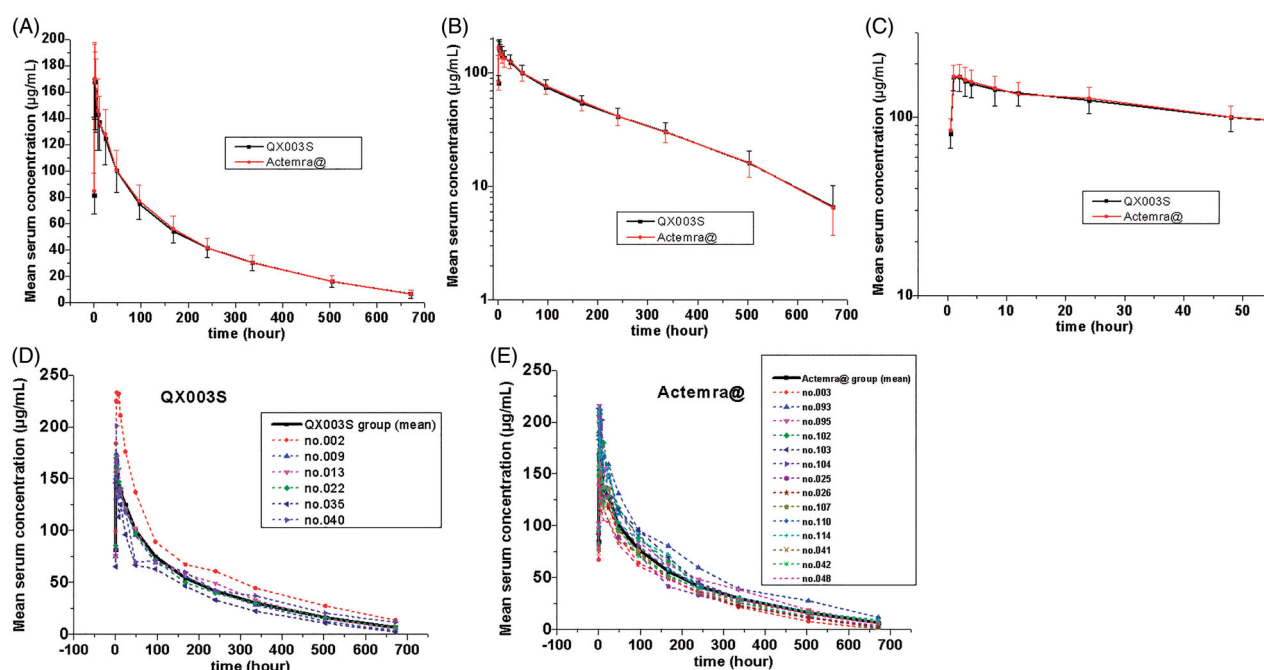 (A)
Mean serum concentration (µg/mL)
200
180
160
140
120
100
80
60
40
20
0
QX003S
Actemra@
0 100 200 300 400 500 600 700
time (hour)
(B)
Mean serum concentration (µg/mL)
100
10
1
QX003S
Actemra@
0 100 200 300 400 500 600 700
time (hour)
(C)
Mean serum concentration (µg/mL)
100
10
QX003S
Actemra@
0 10 20 30 40 50
time (hour)
(D)
QX003S
Mean serum concentration (µg/mL)
250
200
150
100
50
0
QX003S group (mean)
no.002
no.009
no.013
no.022
no.035
no.040
-100 0 100 200 300 400 500 600 700
time (hour)
(E)
Actemra@
Mean serum concentration (µg/mL)
250
200
150
100
50
0
Actemra@ group (mean)
no.003
no.093
no.095
no.102
no.103
no.104
no.025
no.026
no.107
no.110
no.114
no.041
no.042
no.048
-100 0 100 200 300 400 500 600 700
time (hour)